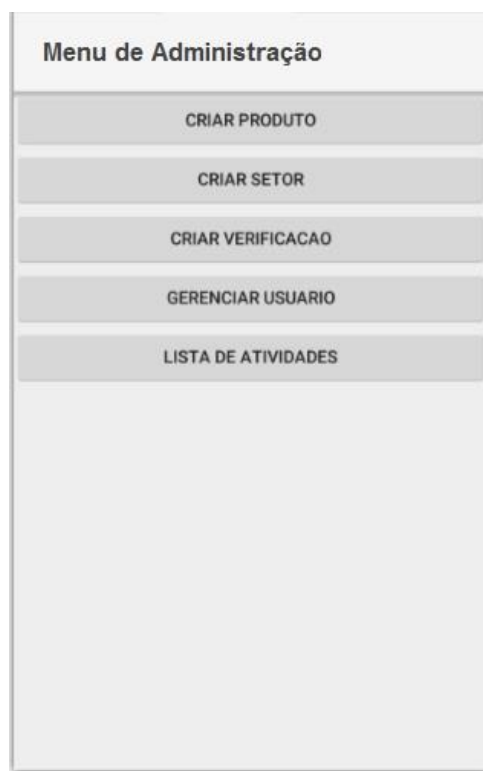 Menu de Administração
CRIAR PRODUTO
CRIAR SETOR
CRIAR VERIFICACAO
GERENCIAR USUARIO
LISTA DE ATIVIDADES